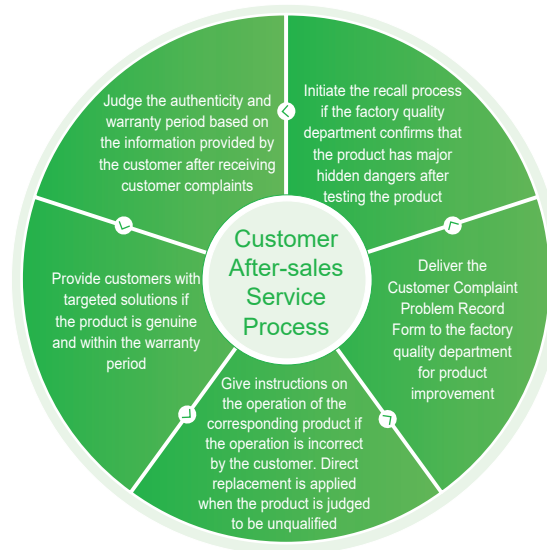 Customer
After-sales
Service
Process
Judge the authenticity and
warranty period based on
the information provided by
the customer after receiving
customer complaints
Provide customers with
targeted solutions if
the product is genuine
and within the warranty
period
Give instructions on
the operation of the
corresponding product if
the operation is incorrect
by the customer. Direct
replacement is applied
when the product is judged
to be unqualified
Deliver the
Customer Complaint
Problem Record
Form to the factory
quality department
for product
improvement
Initiate the recall process
if the factory quality
department confirms that
the product has major
hidden dangers after
testing the product